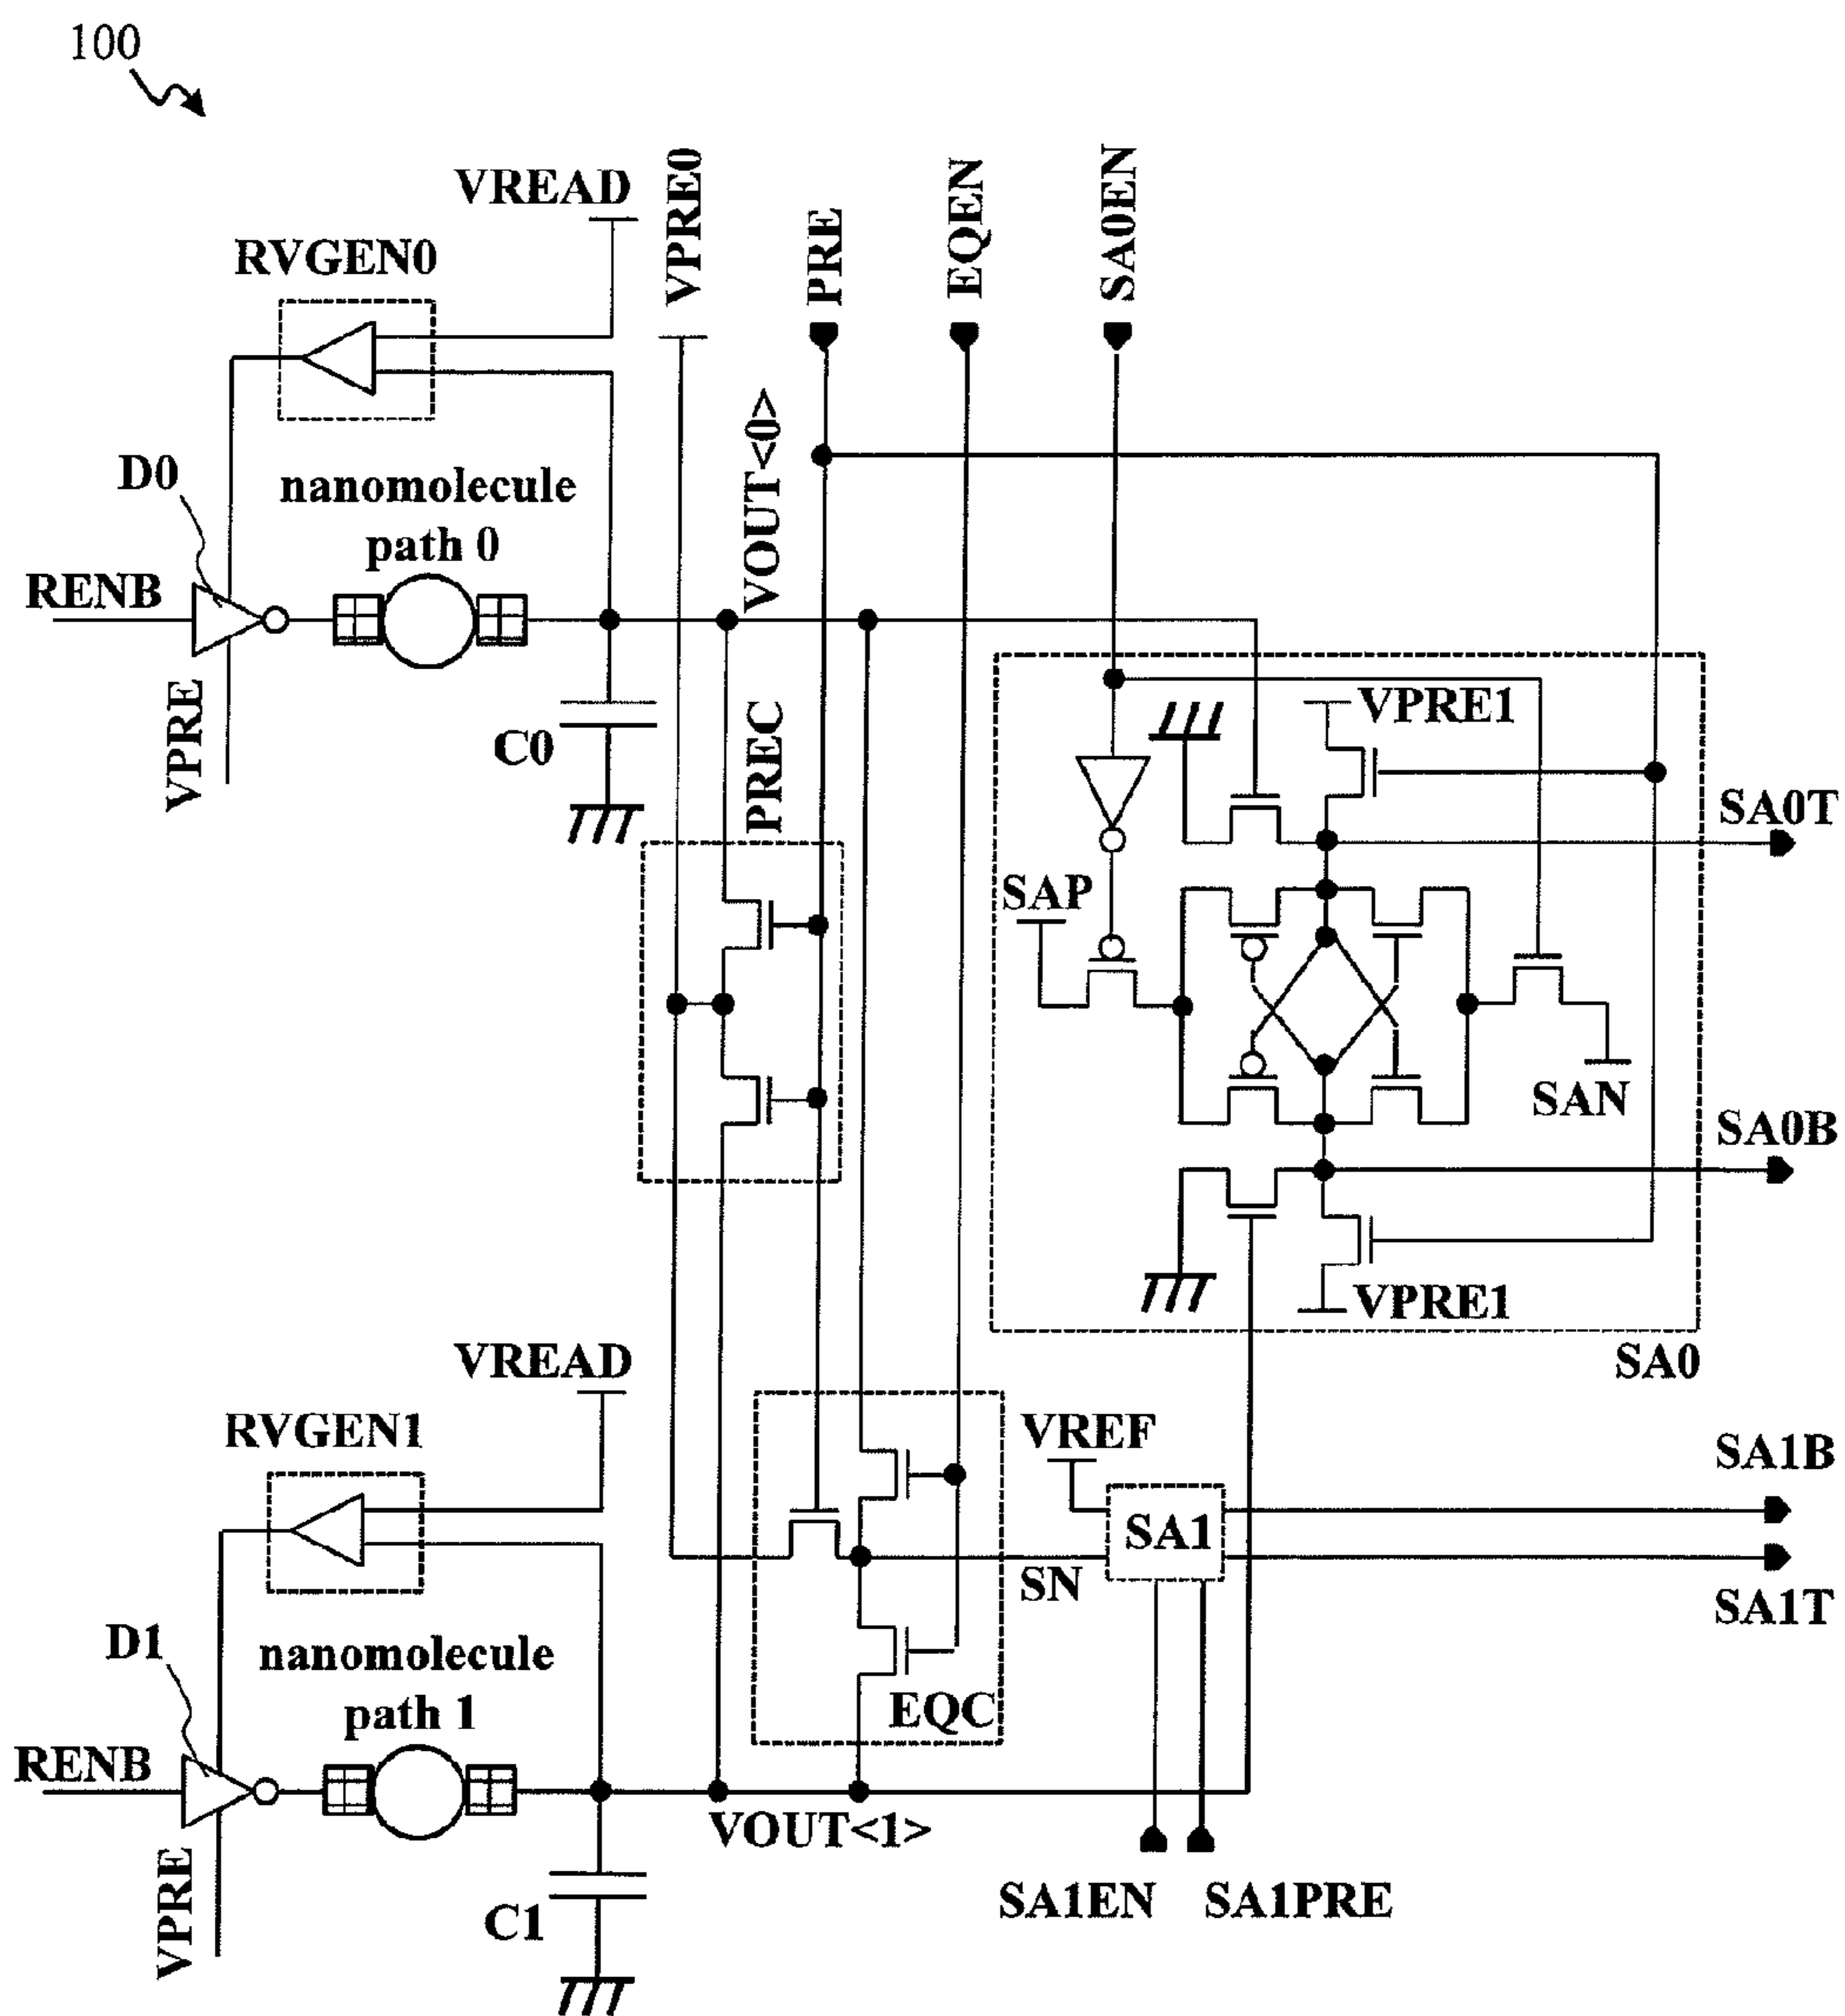 100
VREAD
VPRE0
PRE
EQEN
SA0EN
RVGEN0
D0
nanomolecule
path 0
VOUT<0>
RENB
VPRE
C0
PREC
VPRE1
SA0T
SAP
SAN
SA0B
VPRE1
SA0
VREAD
RVGEN1
VREF
SA1B
SA1
SN
SA1T
D1
nanomolecule
path 1
EQC
RENB
VPRE
VOUT<1>
C1
SA1EN
SA1PRE